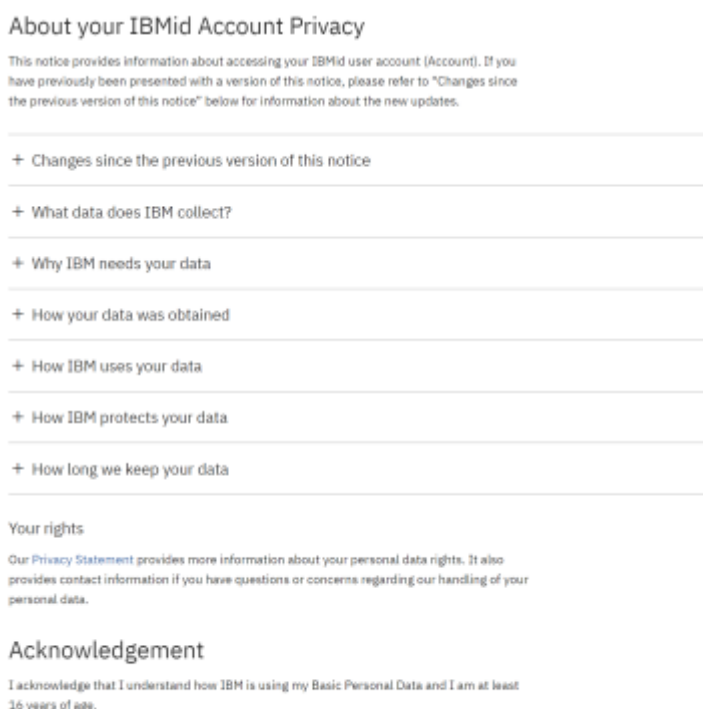 About your IBMid Account Privacy
This notice provides information about accessing your IBMid user account (Account). If you
have previously been presented with a version of this notice, please refer to "Changes since
the previous version of this notice" below for information about the new updates.
+ Changes since the previous version of this notice
+ What data does IBM collect?
+ Why IBM needs your data
+ How your data was obtained
+ How IBM uses your data
+ How IBM protects your data
+ How long we keep your data
Your rights
Our Privacy Statement provides more information about your personal data rights. It also
provides contact information if you have questions or concerns regarding our handling of your
personal data.
Acknowledgement
I acknowledge that I understand how IBM is using my Basic Personal Data and I am at least
16 years of age.